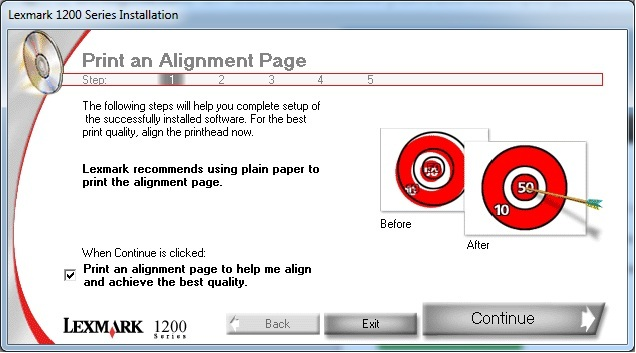 Lexmark 1200 Series Installation
Print an Alignment Page
Step: 1 2 3 4 5
The following steps will help you complete setup of
the successfully installed software. For the best
print quality, align the printhead now.
Lexmark recommends using plain paper to
print the alignment page.
50
10
Before
50
10
After
When Continue is clicked:
Print an alignment page to help me align
and achieve the best quality.
LEXMARK 1200
Series
Back
Exit
Continue